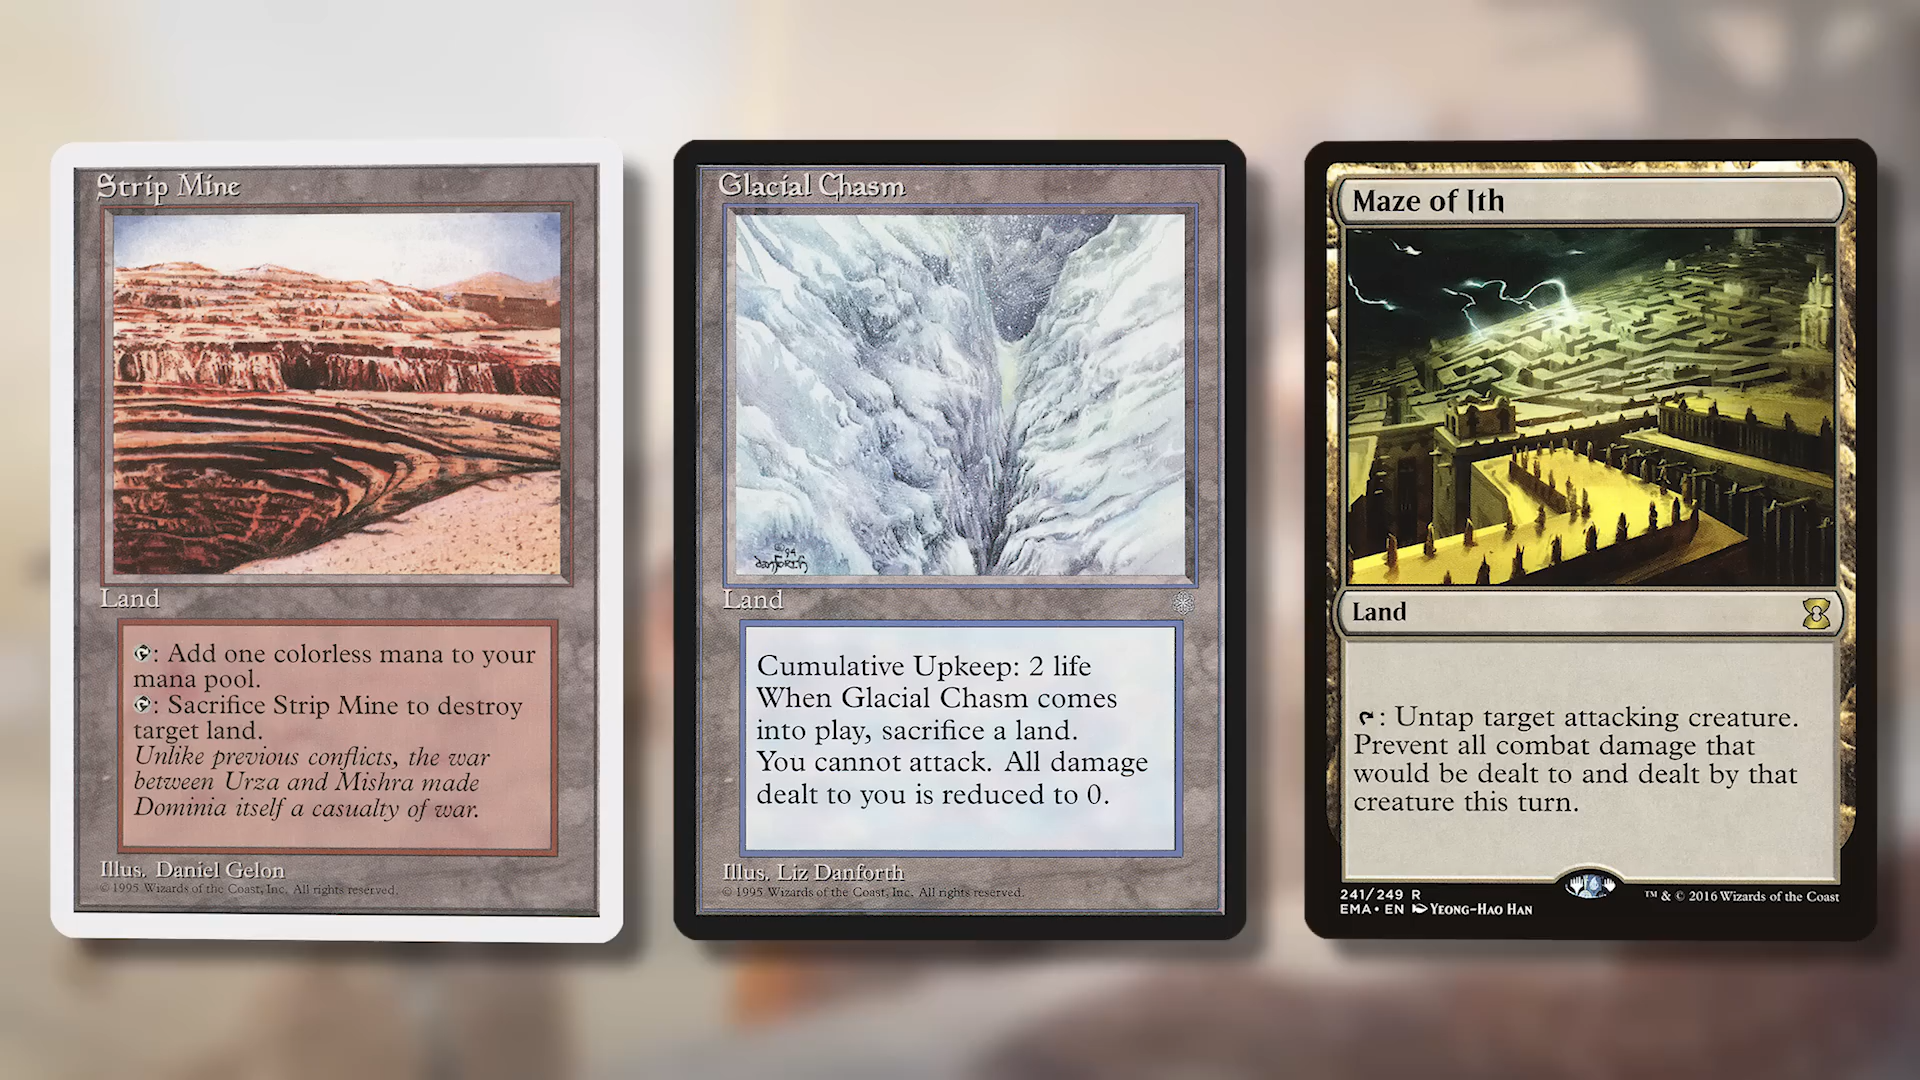 Strip Mine
Land
: Add one colorless mana to your
mana pool.
: Sacrifice Strip Mine to destroy
target land.
Unlike previous conflicts, the war
between Urza and Mishra made
Dominia itself a casualty of war.
Illus. Daniel Gelon
© 1995 Wizards of the Coast, Inc. All rights reserved.
Glacial Chasm
©'94
danforth
Land
Cumulative Upkeep: 2 life
When Glacial Chasm comes
into play, sacrifice a land.
You cannot attack. All damage
dealt to you is reduced to 0.
Illus. Liz Danforth
© 1995 Wizards of the Coast, Inc. All rights reserved.
Maze of Ith
Land
: Untap target attacking creature.
Prevent all combat damage that
would be dealt to and dealt by that
creature this turn.
241/249 R
EMA • EN Yeong-Hao Han
™ & © 2016 Wizards of the Coast